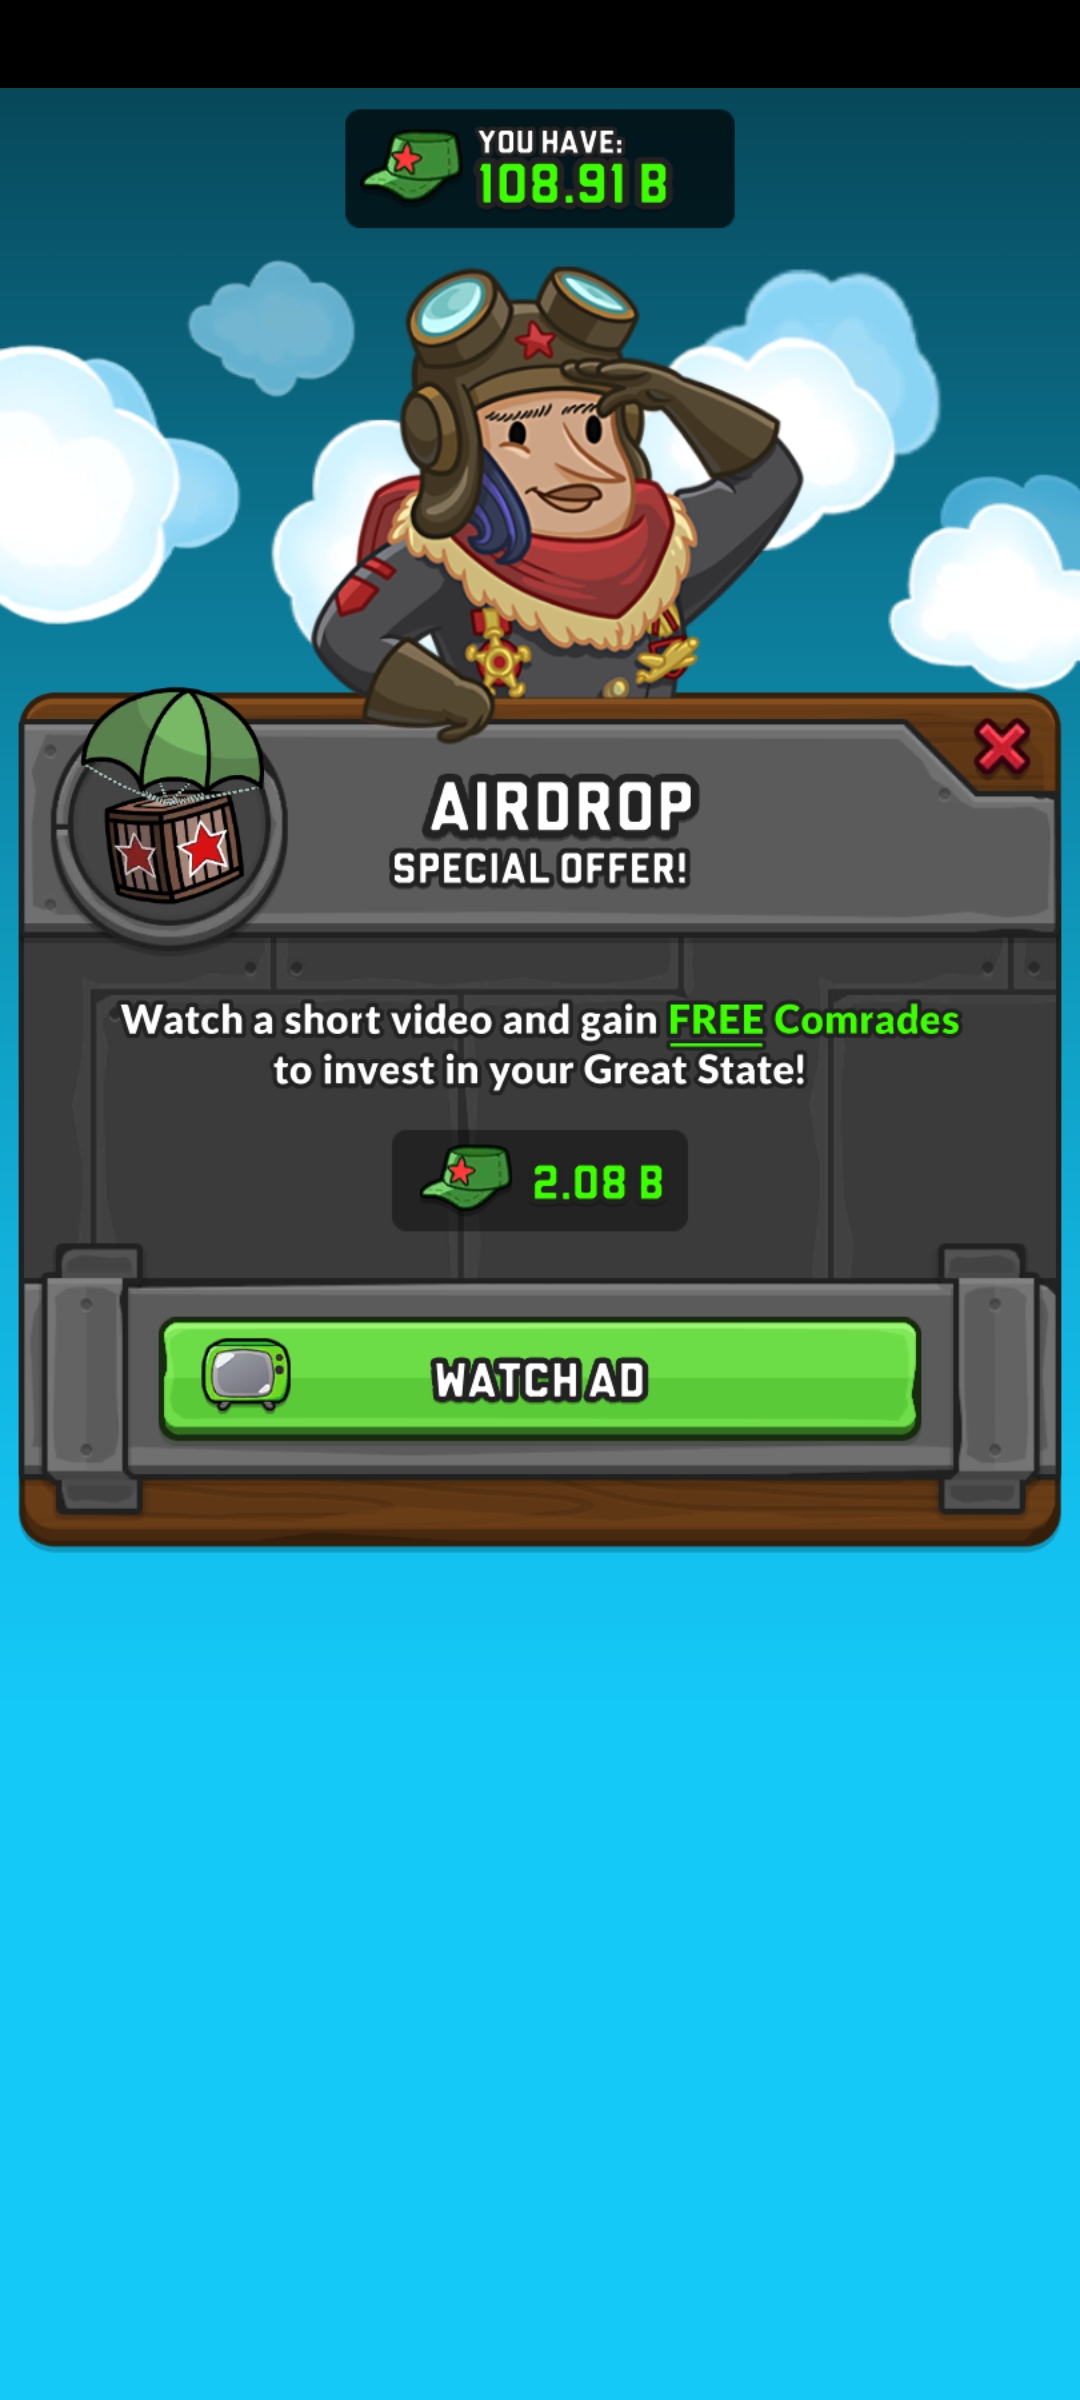 YOU HAVE:
108.91 B
AIRDROP
SPECIAL OFFER!
Watch a short video and gain FREE Comrades
to invest in your Great State!
2.08 B
WATCH AD